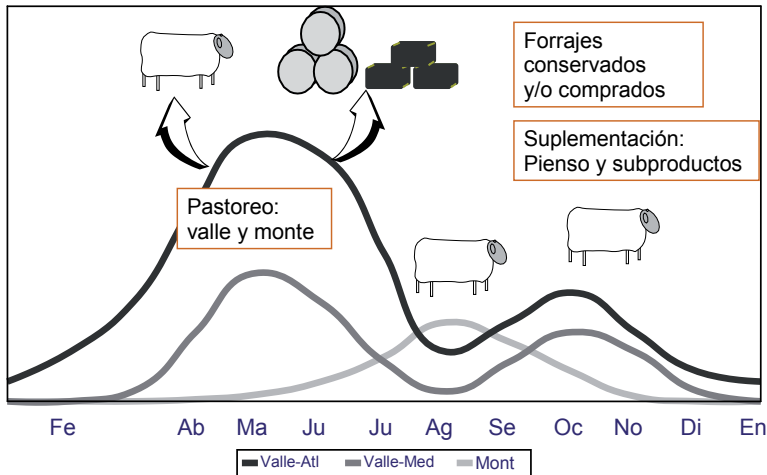 Forrajes
conservados
y/o comprados
Suplementación:
Pienso y subproductos
Pastoreo:
valle y monte
Fe Ab Ma Ju Ju Ag Se Oc No Di En
Valle-Atl Valle-Med Mont